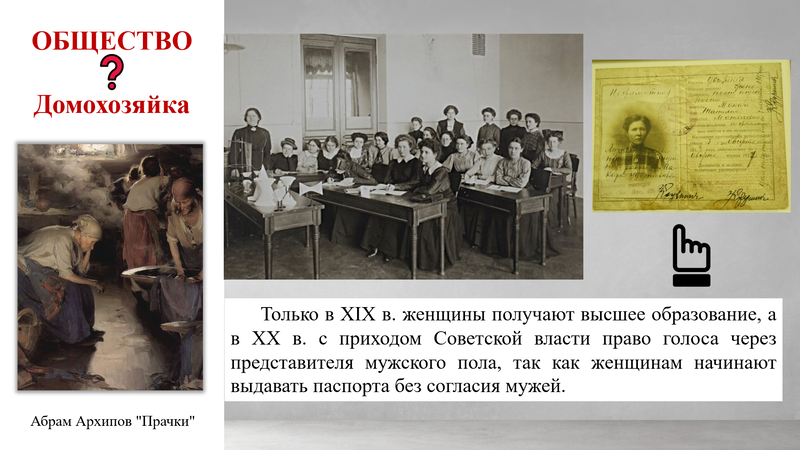 ОБЩЕСТВО
?
Домохозяйка
Абрам Архипов "Прачки"
Только в XIX в. женщины получают высшее образование, а
в XX в. с приходом Советской власти право голоса через
представителя мужского пола, так как женщинам начинают
выдавать паспорта без согласия мужей.